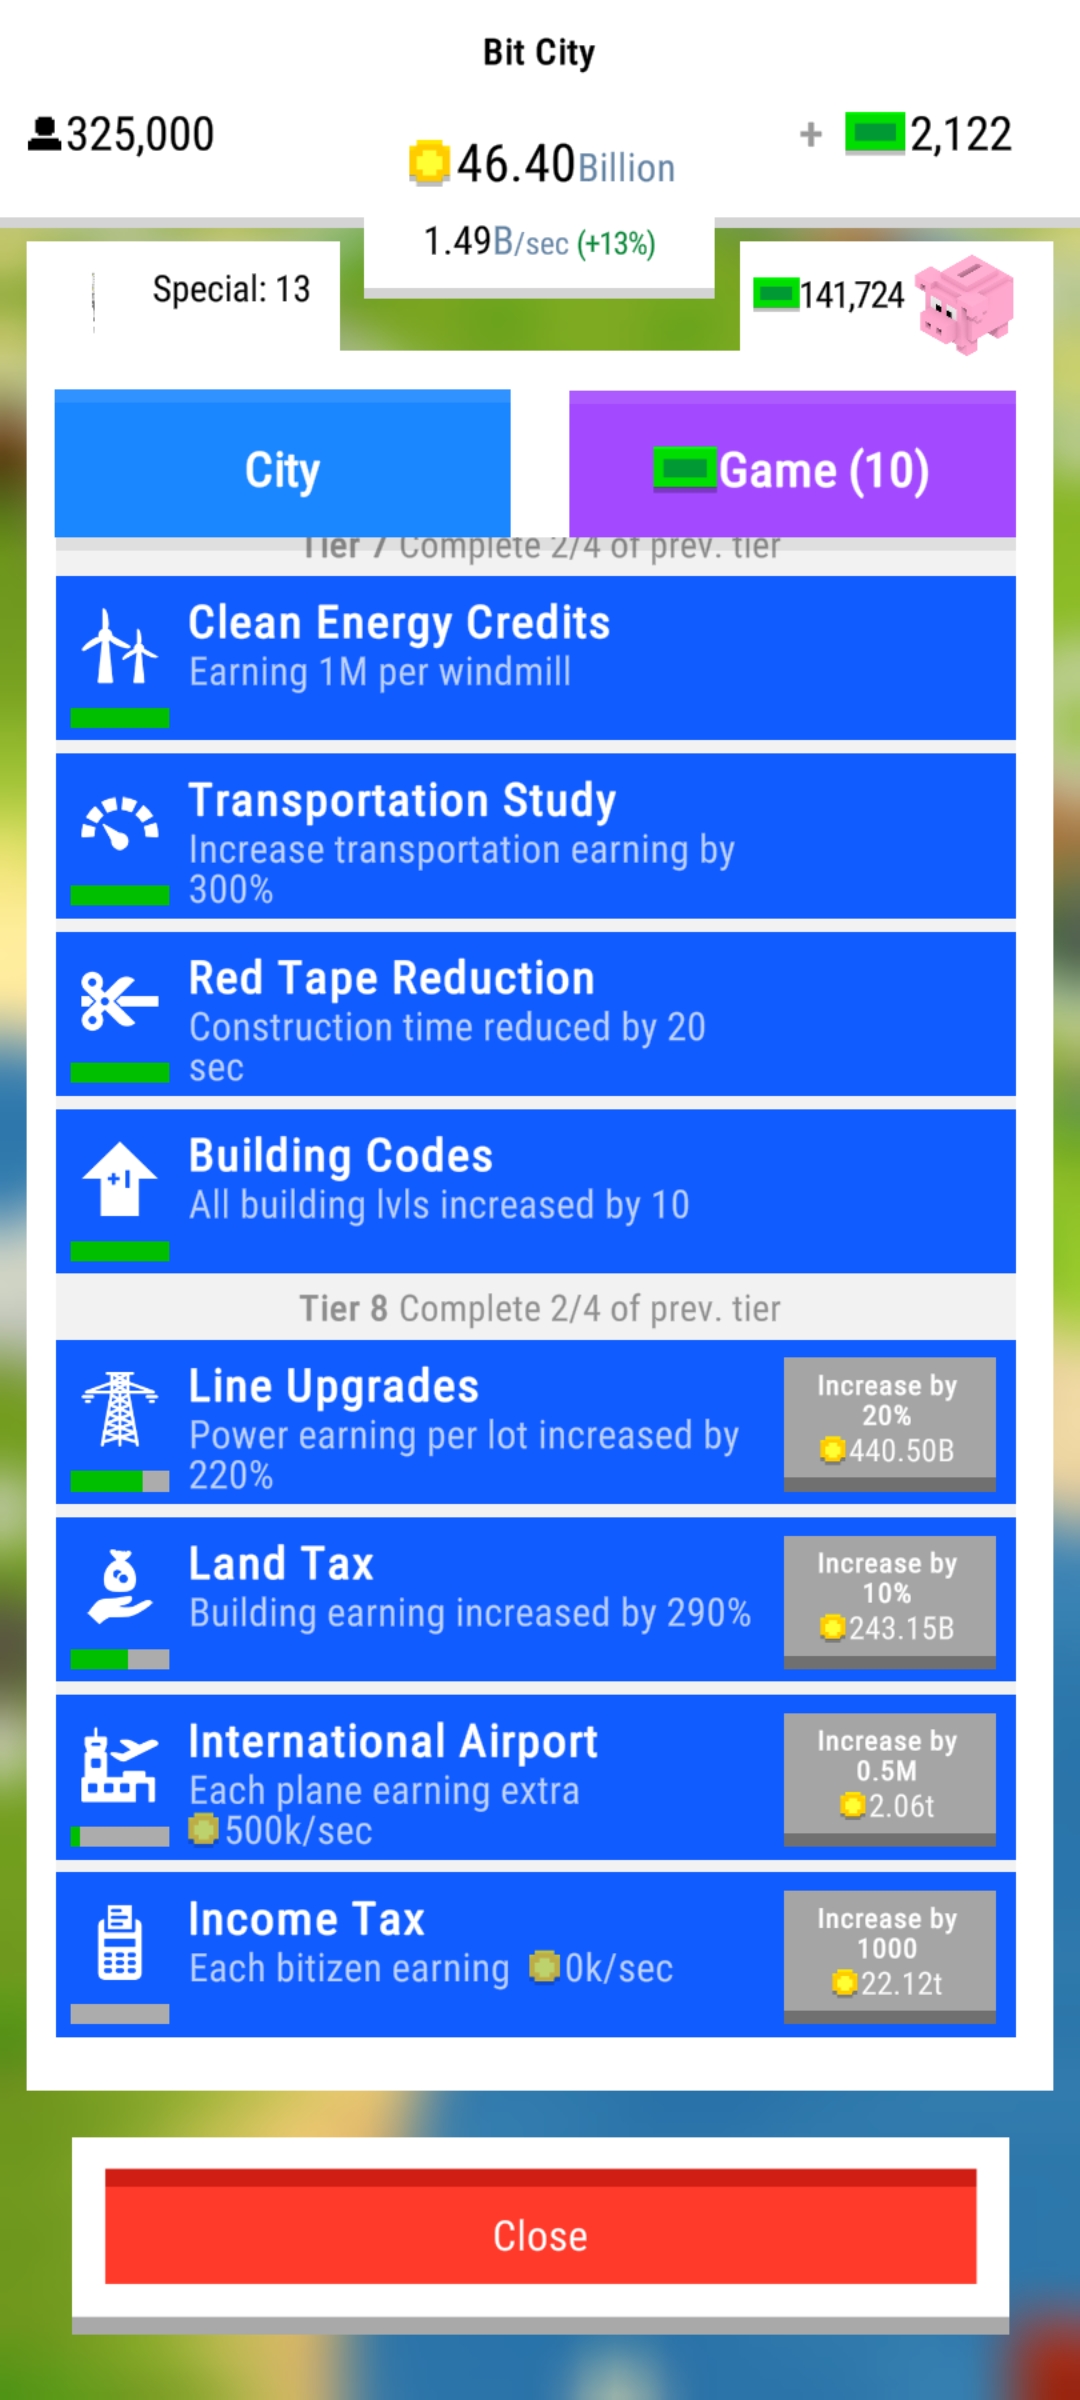 Bit City
325,000
+ 2,122
46.40Billion
1.49B/sec (+13%)
Special: 13
141,724
City
Game (10)
Tier 7 Complete 2/4 of prev. tier
Clean Energy Credits
Earning 1M per windmill
Transportation Study
Increase transportation earning by
300%
Red Tape Reduction
Construction time reduced by 20
sec
+1
Building Codes
All building lvls increased by 10
Tier 8 Complete 2/4 of prev. tier
Line Upgrades
Power earning per lot increased by
220%
Increase by
20%
440.50B
Land Tax
Building earning increased by 290%
Increase by
10%
243.15B
International Airport
Each plane earning extra
500k/sec
Increase by
0.5M
2.06t
Income Tax
Each bitizen earning 0k/sec
Increase by
1000
22.12t
Close